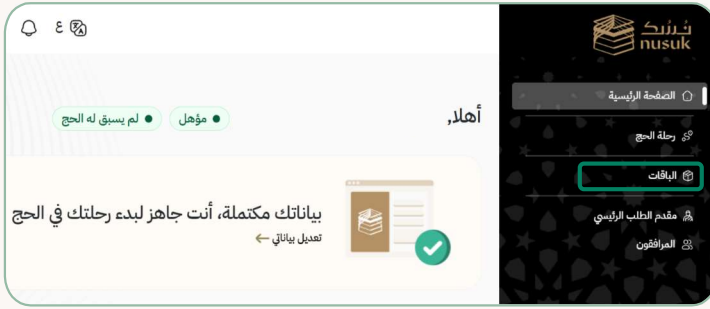 نُسُك
nusuk
الصفحة الرئيسية
رحلة الحج
الباقات
مقدم الطلب الرئيسي
المرافقون
ع
أهلا,
مؤهل
لم يسبق له الحج
بياناتك مكتملة، أنت جاهز لبدء رحلتك في الحج
تعديل بياناتي